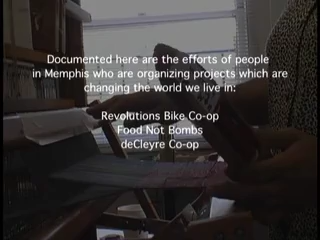 Documented here are the efforts of people
in Memphis who are organizing projects which are
changing the world we live in:
Revolutions Bike Co-op
Food Not Bombs
deCleyre Co-op